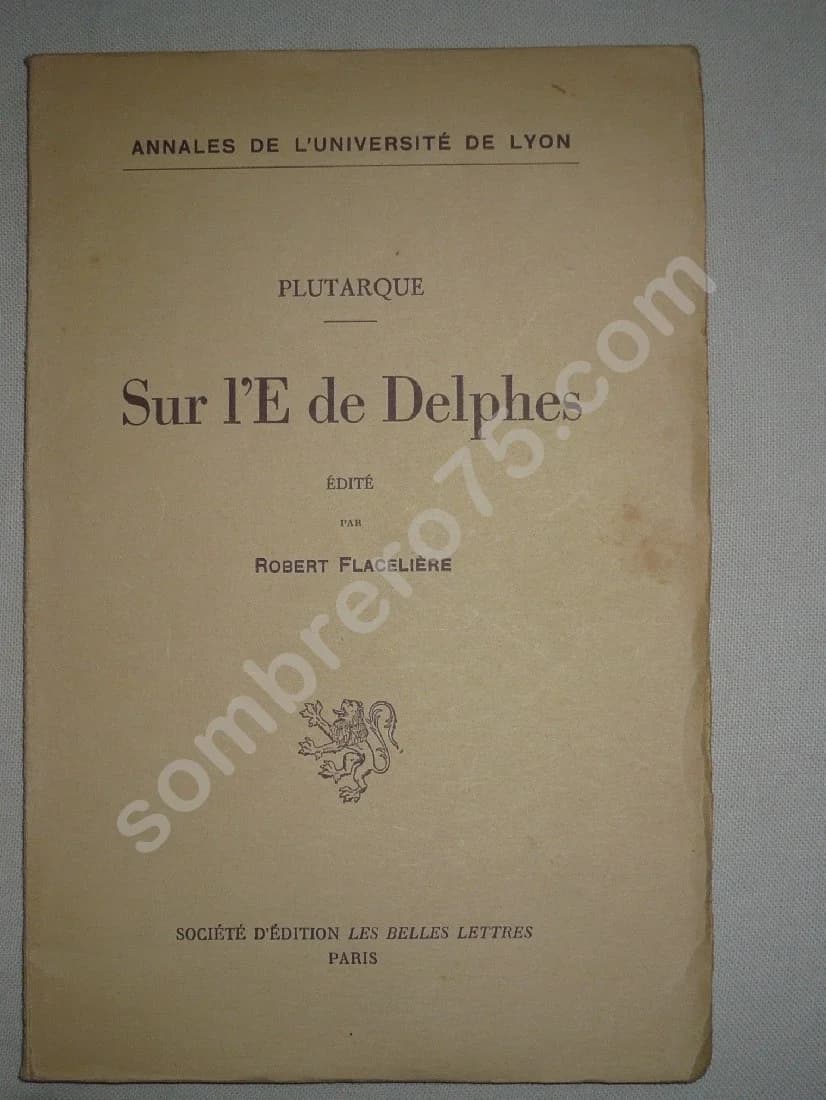 ANNALES DE L'UNIVERSITÉ DE LYON
PLUTARQUE
Sur l'E de Delphes
ÉDITÉ
PAR
ROBERT FLACELIÈRE
SOCIÉTÉ D'ÉDITION LES BELLES LETTRES
PARIS
sombrero75.com